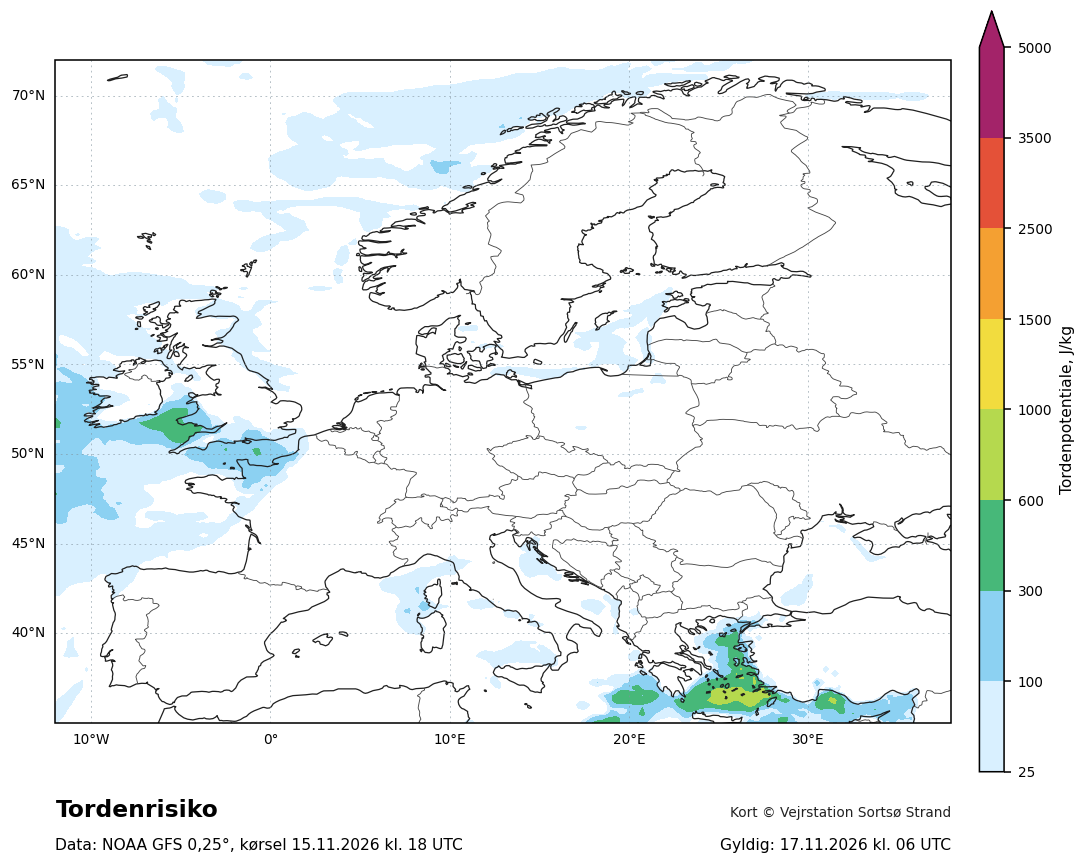 70°N
65°N
60°N
55°N
50°N
45°N
40°N
10°W
0°
10°E
20°E
30°E
5000
3500
2500
1500
1000
600
300
100
25
Tordenpotentiale, J/kg
Tordenrisiko
Kort © Vejrstation Sortsø Strand
Data: NOAA GFS 0,25°, kørsel 15.11.2026 kl. 18 UTC
Gyldig: 17.11.2026 kl. 06 UTC